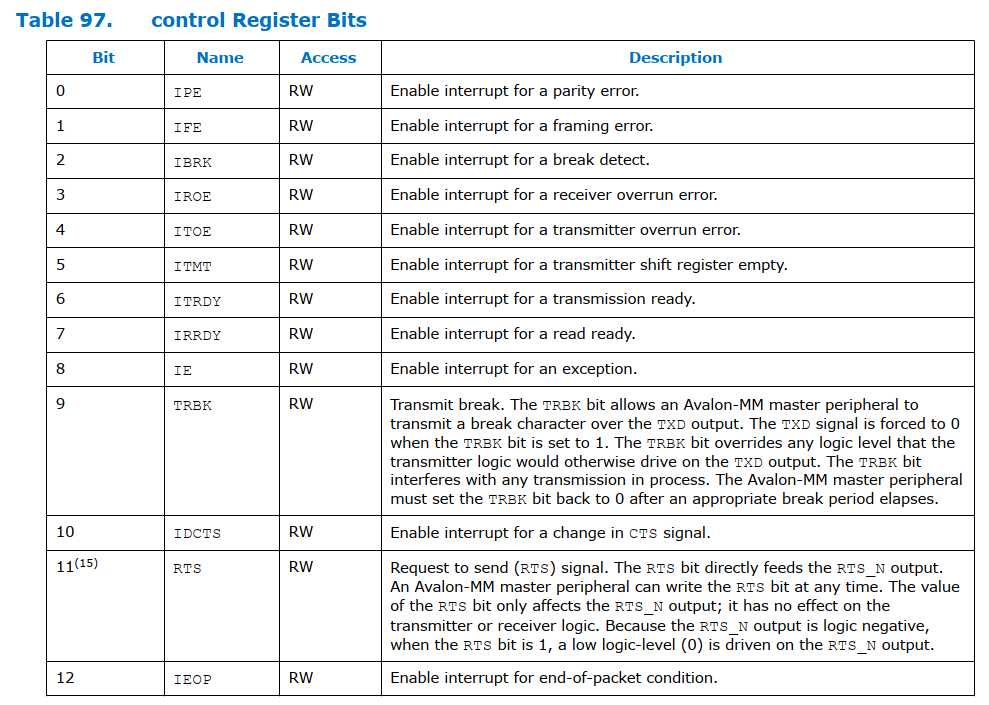 Table 97. control Register Bits
Bit Name Access Description
0 IPE RW Enable interrupt for a parity error.
1 IFE RW Enable interrupt for a framing error.
2 IBRK RW Enable interrupt for a break detect.
3 IROE RW Enable interrupt for a receiver overrun error.
4 ITOE RW Enable interrupt for a transmitter overrun error.
5 ITMT RW Enable interrupt for a transmitter shift register empty.
6 ITRDY RW Enable interrupt for a transmission ready.
7 IRRDY RW Enable interrupt for a read ready.
8 IE RW Enable interrupt for an exception.
9 TRBK RW Transmit break. The TRBK bit allows an Avalon-MM master peripheral to
transmit a break character over the TXD output. The TXD signal is forced to 0
when the TRBK bit is set to 1. The TRBK bit overrides any logic level that the
transmitter logic would otherwise drive on the TXD output. The TRBK bit
interferes with any transmission in process. The Avalon-MM master peripheral
must set the TRBK bit back to 0 after an appropriate break period elapses.
10 IDCTS RW Enable interrupt for a change in CTS signal.
11(15) RTS RW Request to send (RTS) signal. The RTS bit directly feeds the RTS_N output.
An Avalon-MM master peripheral can write the RTS bit at any time. The value
of the RTS bit only affects the RTS_N output; it has no effect on the
transmitter or receiver logic. Because the RTS_N output is logic negative,
when the RTS bit is 1, a low logic-level (0) is driven on the RTS_N output.
12 IEOP RW Enable interrupt for end-of-packet condition.